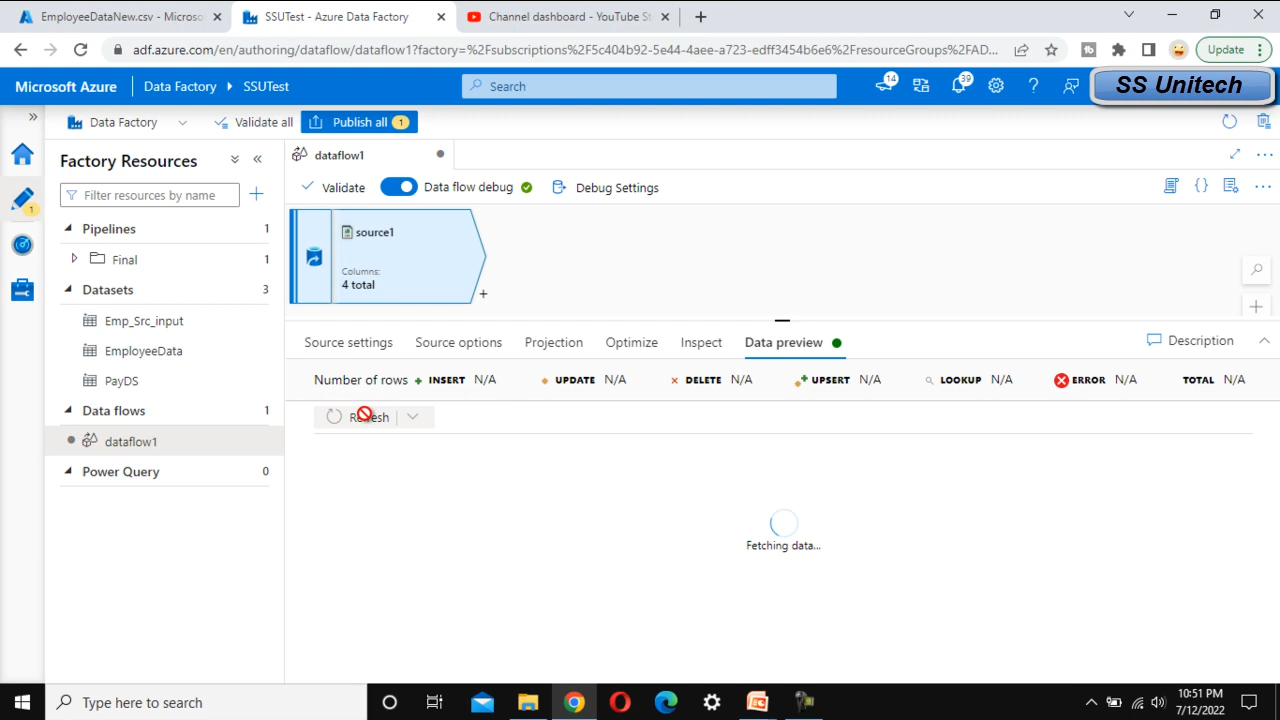 EmployeeDataNew.csv - Microso
SSUTest - Azure Data Factory
Channel dashboard - YouTube St
adf.azure.com/en/authoring/dataflow/dataflow1?factory=%2Fsubscriptions%2F5c404b92-5e44-4aee-a723-edff3454b6e6%2FresourceGroups%2FAD...
Update
Microsoft Azure
Data Factory
SSUTest
Search
14
39
SS Unitech
Data Factory
Validate all
Publish all
1
Factory Resources
dataflow1
Filter resources by name
Validate
Data flow debug
Debug Settings
Pipelines 1
Final 1
Datasets 3
Emp_Src_input
EmployeeData
PayDS
Data flows 1
dataflow1
Power Query 0
1
source1
Columns:
4 total
Source settings
Source options
Projection
Optimize
Inspect
Data preview
Description
Number of rows
INSERT N/A
UPDATE N/A
DELETE N/A
UPSERT N/A
LOOKUP N/A
ERROR N/A
TOTAL N/A
Refresh
Fetching data...
Type here to search
10:51 PM
7/12/2022